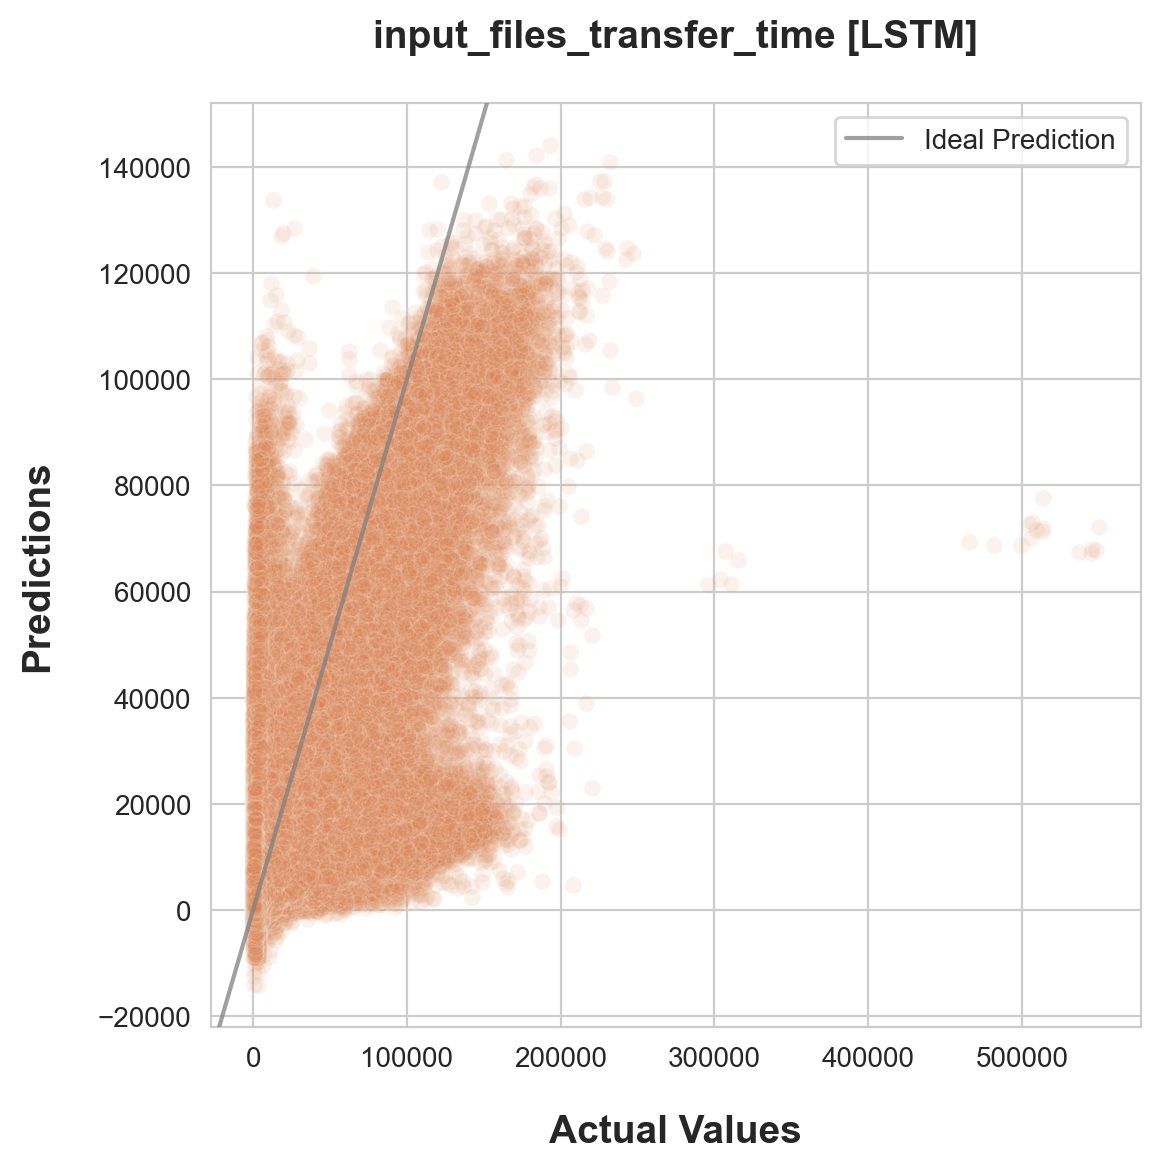 input_files_transfer_time [LSTM]
Ideal Prediction
140000
120000
100000
80000
60000
40000
20000
0
−20000
Predictions
0 100000 200000 300000 400000 500000
Actual Values